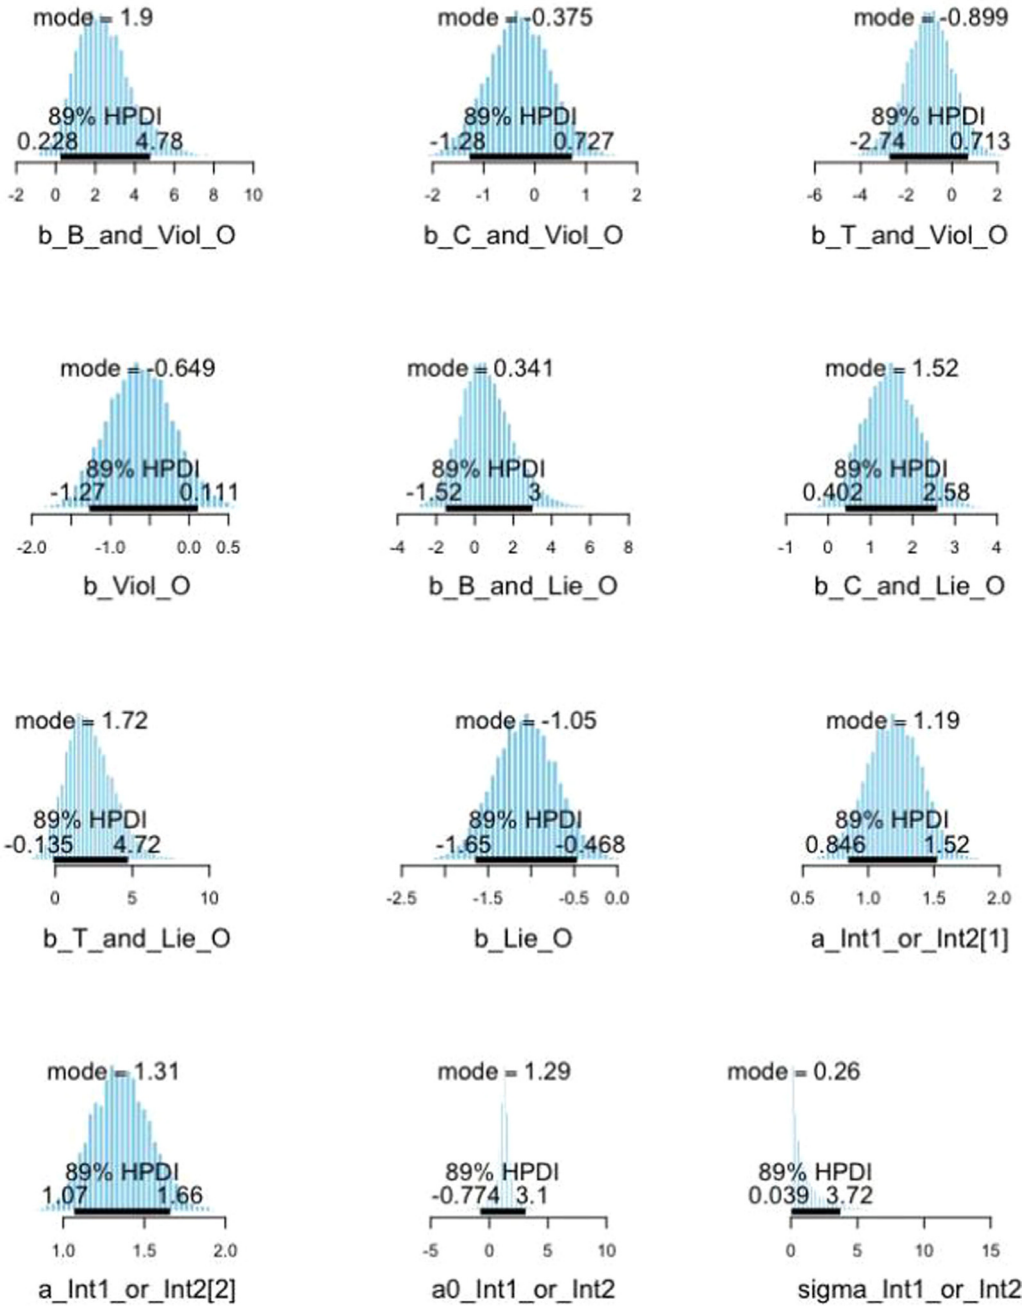 mode = 1.9
89% HPDI
0.228 4.78
-2 0 2 4 6 8 10
b_B_and_Viol_O
mode = -0.375
89% HPDI
-1.28 0.727
-2 -1 0 1 2
b_C_and_Viol_O
mode = -0.899
89% HPDI
-2.74 0.713
-6 -4 -2 0 2
b_T_and_Viol_O
mode = -0.649
89% HPDI
-1.27 0.111
-2.0 -1.0 0.0 0.5
b_Viol_O
mode = 0.341
89% HPDI
-1.52 3
-4 -2 0 2 4 6 8
b_B_and_Lie_O
mode = 1.52
89% HPDI
0.402 2.58
-1 0 1 2 3 4
b_C_and_Lie_O
mode = 1.72
89% HPDI
-0.135 4.72
0 5 10
b_T_and_Lie_O
mode = -1.05
89% HPDI
-1.65 -0.468
-2.5 -1.5 -0.5 0.0
b_Lie_O
mode = 1.19
89% HPDI
0.846 1.52
0.5 1.0 1.5 2.0
a_Int1_or_Int2[1]
mode = 1.31
89% HPDI
1.07 1.66
1.0 1.5 2.0
a_Int1_or_Int2[2]
mode = 1.29
89% HPDI
-0.774 3.1
-5 0 5 10
a0_Int1_or_Int2
mode = 0.26
89% HPDI
0.039 3.72
0 5 10 15
sigma_Int1_or_Int2